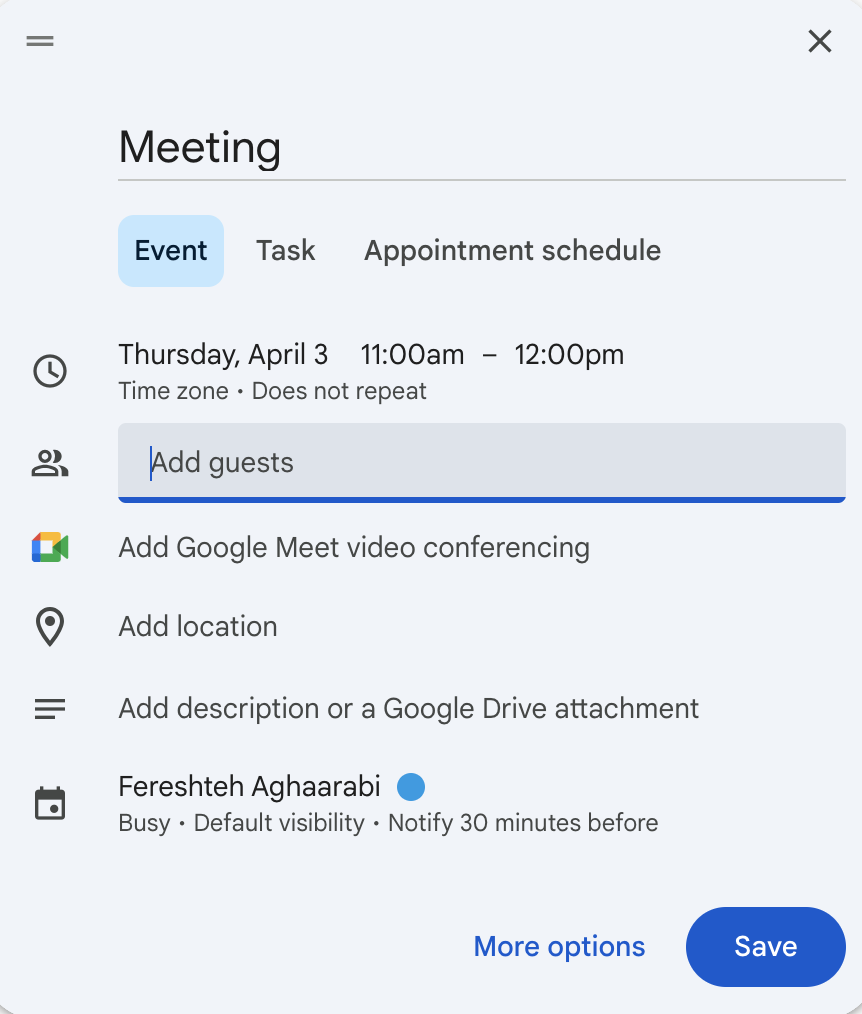 Meeting
Event Task Appointment schedule
Thursday, April 3 11:00am – 12:00pm
Time zone • Does not repeat
Add guests
Add Google Meet video conferencing
Add location
Add description or a Google Drive attachment
Fereshteh Aghaarabi
Busy • Default visibility • Notify 30 minutes before
More options Save